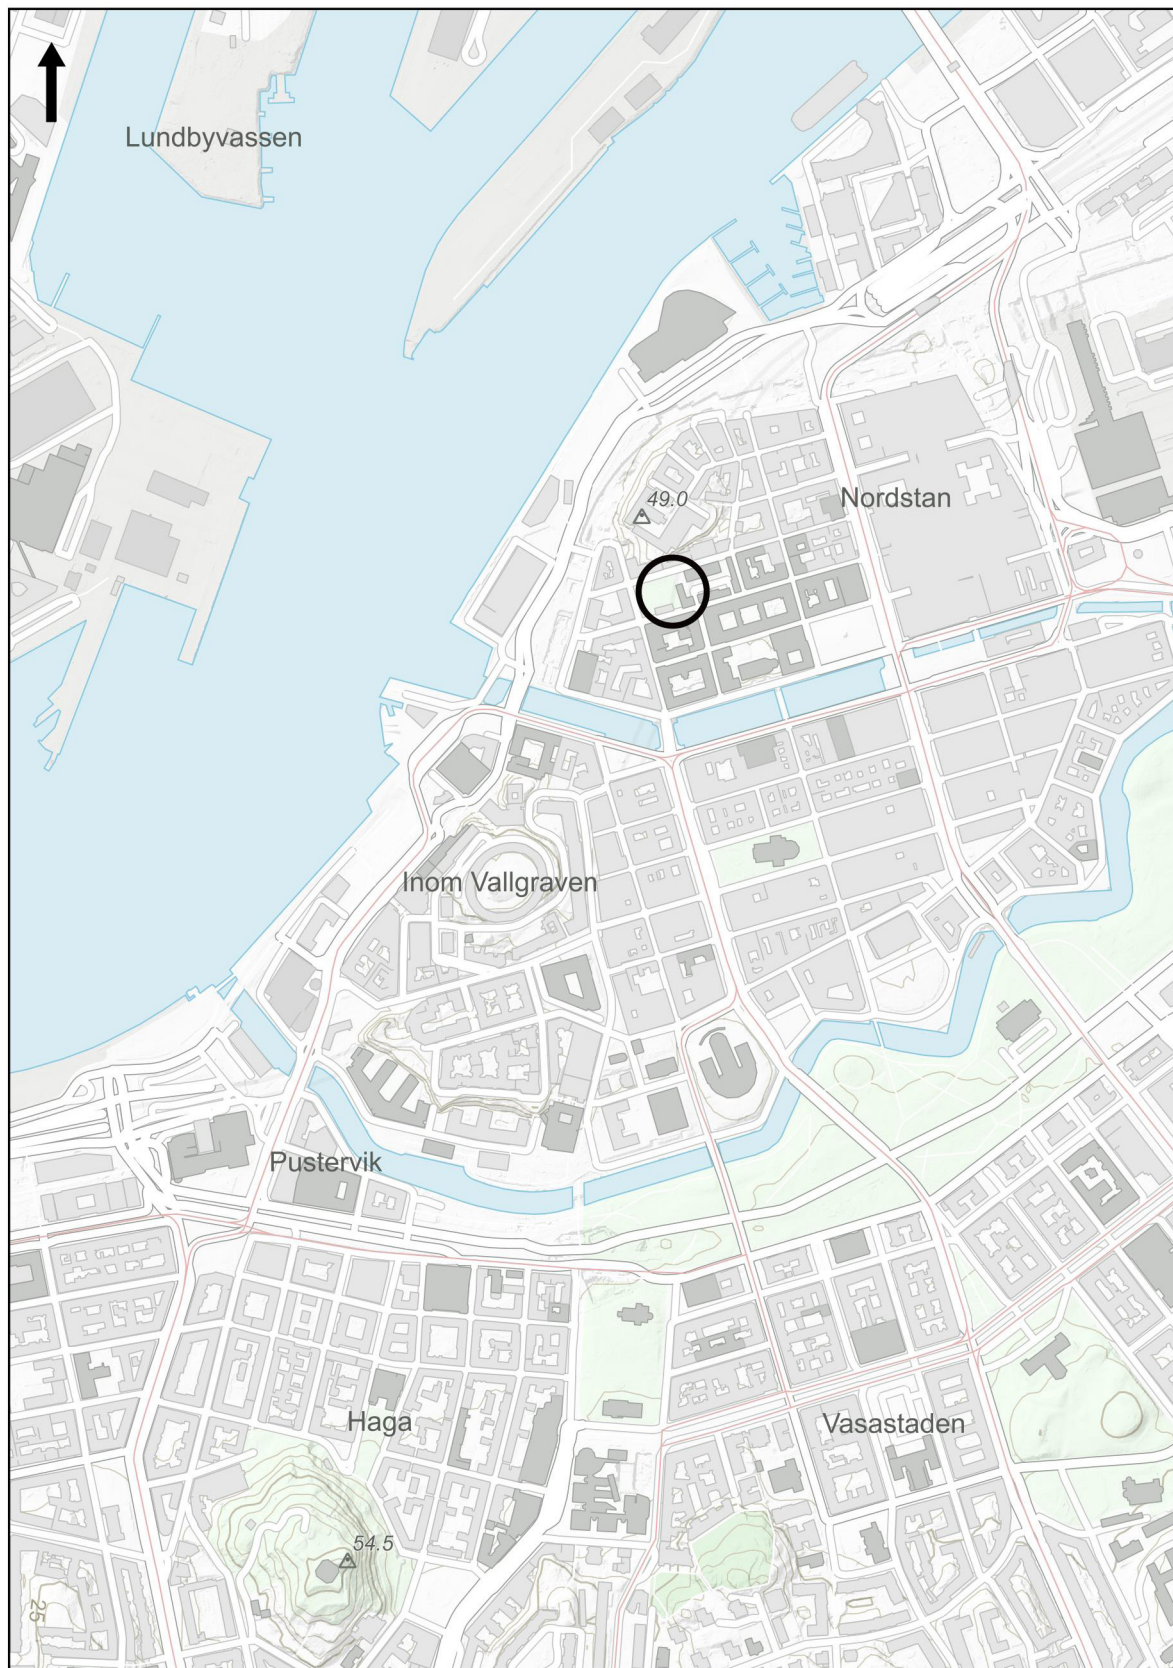 Lundbyvassen
49.0
Nordstan
Inom Vallgraven
Pustervik
Haga
Vasastaden
54.5
25